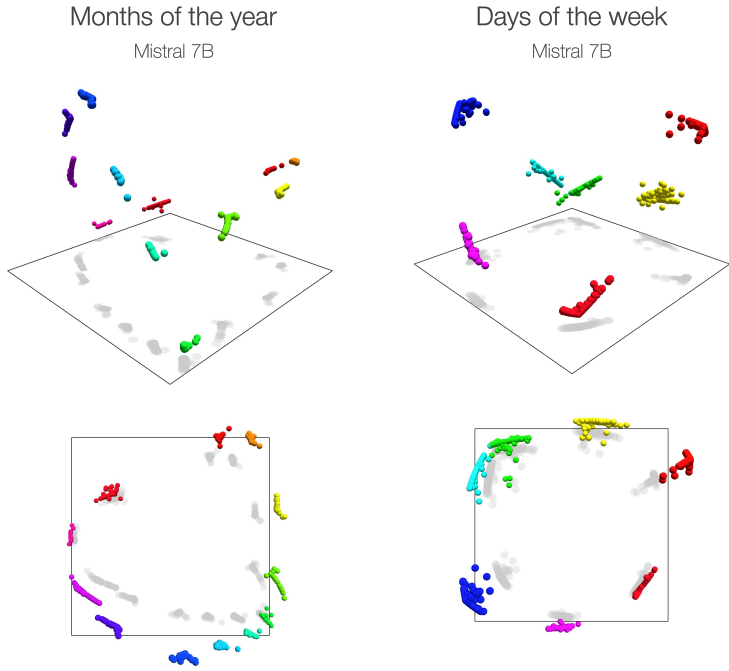 Months of the year
Mistral 7B
Days of the week
Mistral 7B